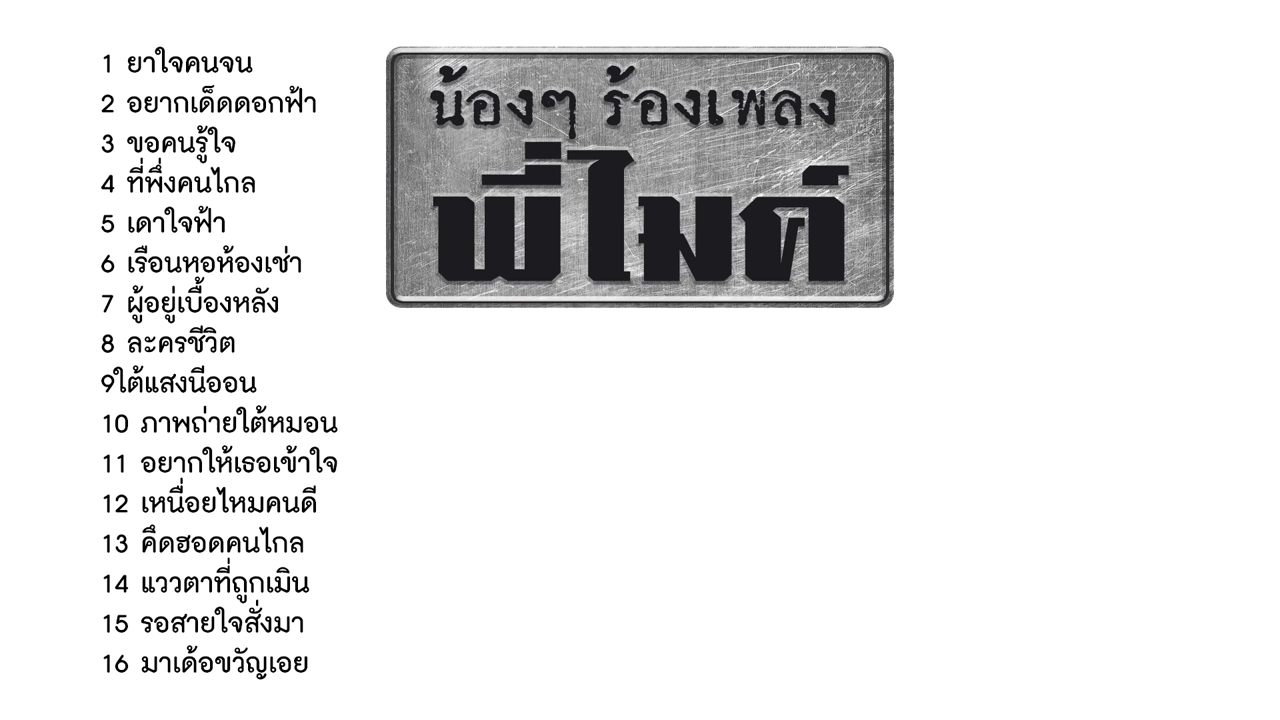 1 ยาใจคนจน
2 อยากเด็ดดอกฟ้า
3 ขอคนรู้ใจ
4 ที่พึ่งคนไกล
5 เดาใจฟ้า
6 เรือนหอห้องเช่า
7 ผู้อยู่เบื้องหลัง
8 ละครชีวิต
9ใต้แสงนีออน
10 ภาพถ่ายใต้หมอน
11 อยากให้เธอเข้าใจ
12 เหนื่อยไหมคนดี
13 คึดฮอดคนไกล
14 แววตาที่ถูกเมิน
15 รอสายใจสั่งมา
16 มาเด้อขวัญเอย
น้องๆ ร้องเพลง
พี่ไมค์